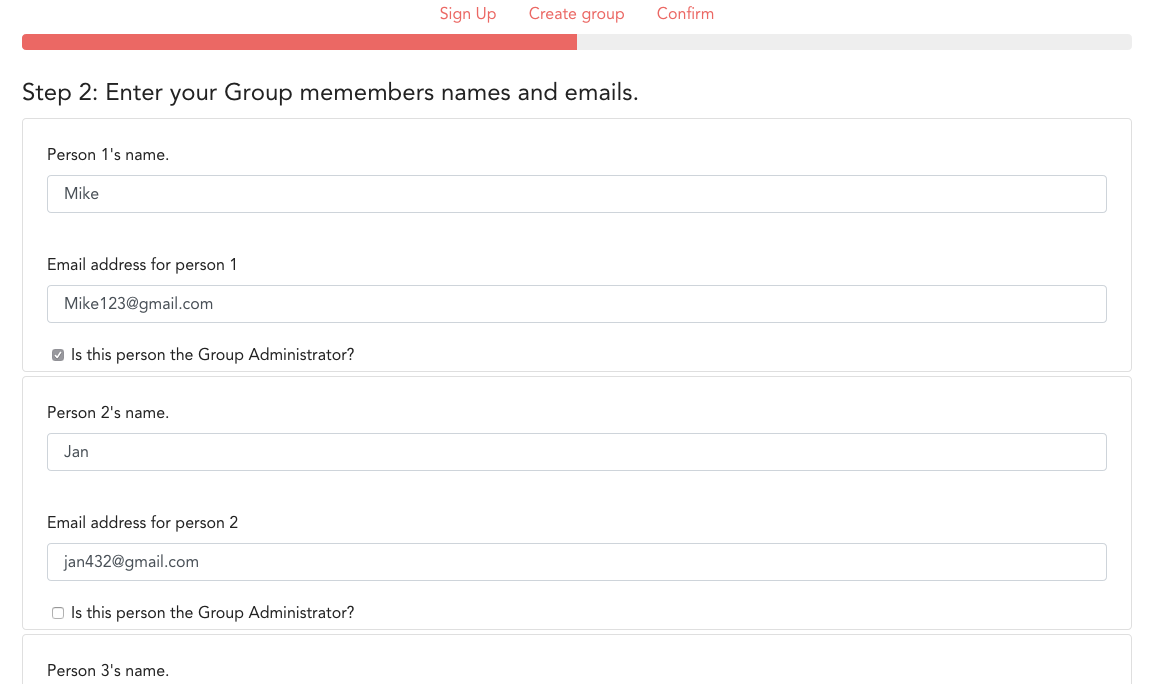 Sign Up Create group Confirm
Step 2: Enter your Group memembers names and emails.
Person 1's name.
Mike
Email address for person 1
Mike123@gmail.com
Is this person the Group Administrator?
Person 2's name.
Jan
Email address for person 2
jan432@gmail.com
Is this person the Group Administrator?
Person 3's name.